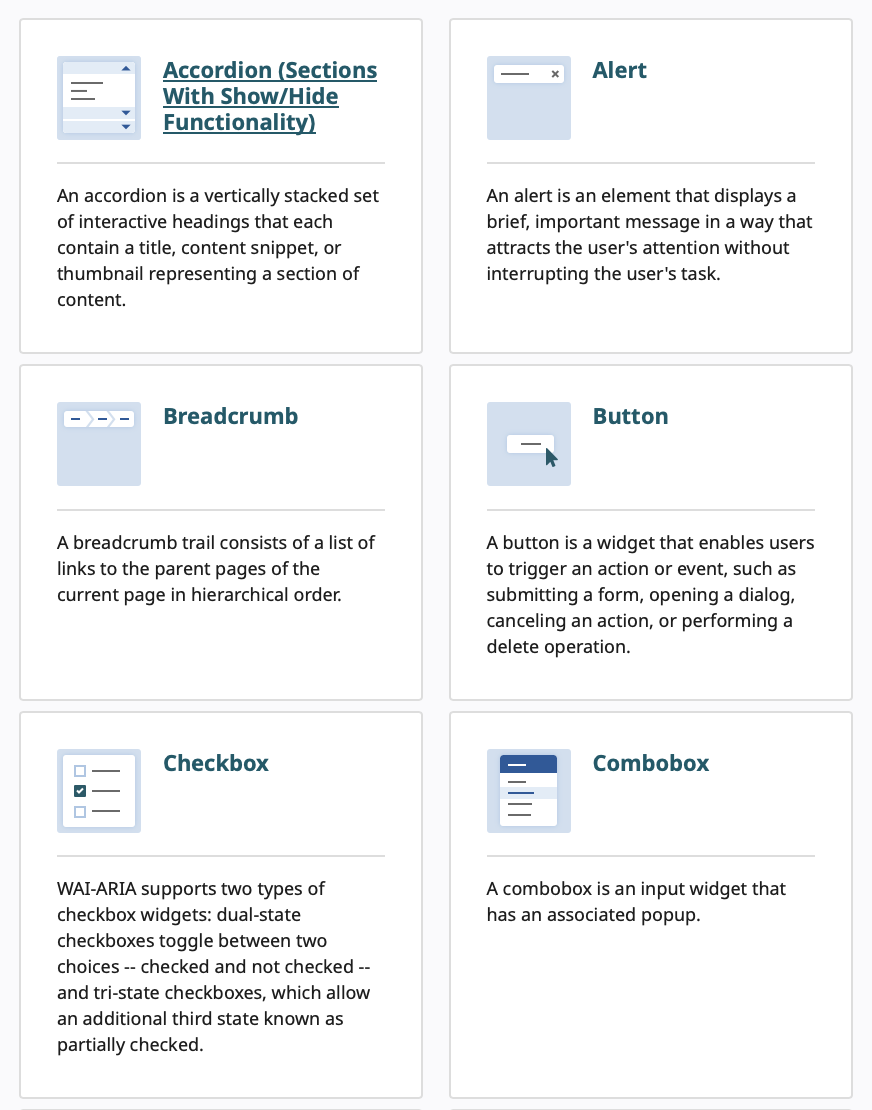 Accordion (Sections
With Show/Hide
Functionality)
An accordion is a vertically stacked set
of interactive headings that each
contain a title, content snippet, or
thumbnail representing a section of
content.
Alert
An alert is an element that displays a
brief, important message in a way that
attracts the user's attention without
interrupting the user's task.
Breadcrumb
A breadcrumb trail consists of a list of
links to the parent pages of the
current page in hierarchical order.
Button
A button is a widget that enables users
to trigger an action or event, such as
submitting a form, opening a dialog,
canceling an action, or performing a
delete operation.
Checkbox
WAI-ARIA supports two types of
checkbox widgets: dual-state
checkboxes toggle between two
choices -- checked and not checked --
and tri-state checkboxes, which allow
an additional third state known as
partially checked.
Combobox
A combobox is an input widget that
has an associated popup.